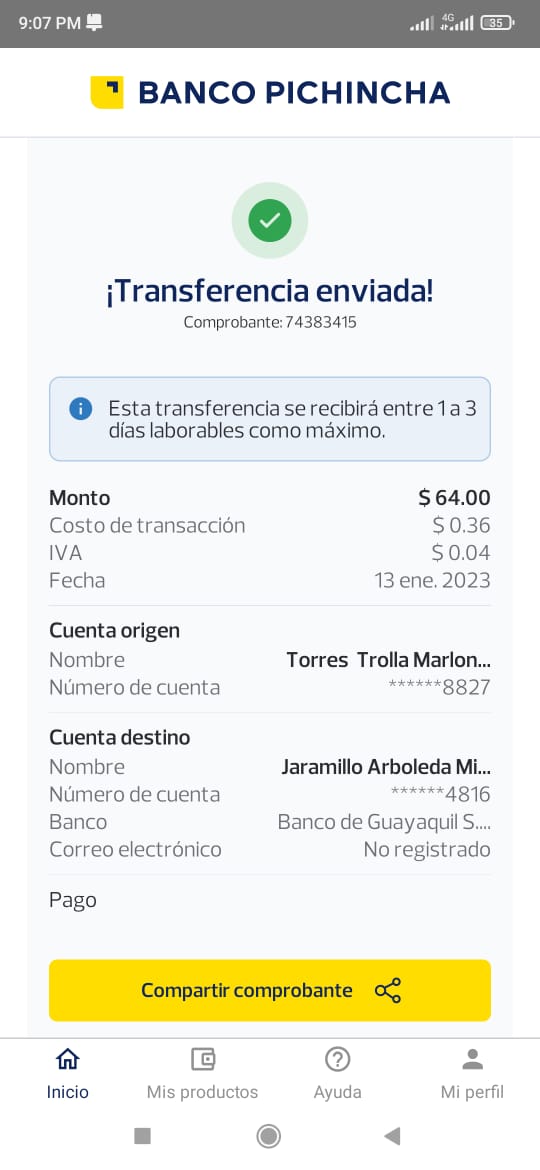 9:07 PM 4G 35
BANCO PICHINCHA
¡Transferencia enviada!
Comprobante: 74383415
Esta transferencia se recibirá entre 1 a 3
días laborables como máximo.
Monto $ 64.00
Costo de transacción $ 0.36
IVA $ 0.04
Fecha 13 ene. 2023
Cuenta origen
Nombre Torres Trolla Marlon...
Número de cuenta ******8827
Cuenta destino
Nombre Jaramillo Arboleda Mi...
Número de cuenta ******4816
Banco Banco de Guayaquil S....
Correo electrónico No registrado
Pago
Compartir comprobante
Inicio Mis productos Ayuda Mi perfil